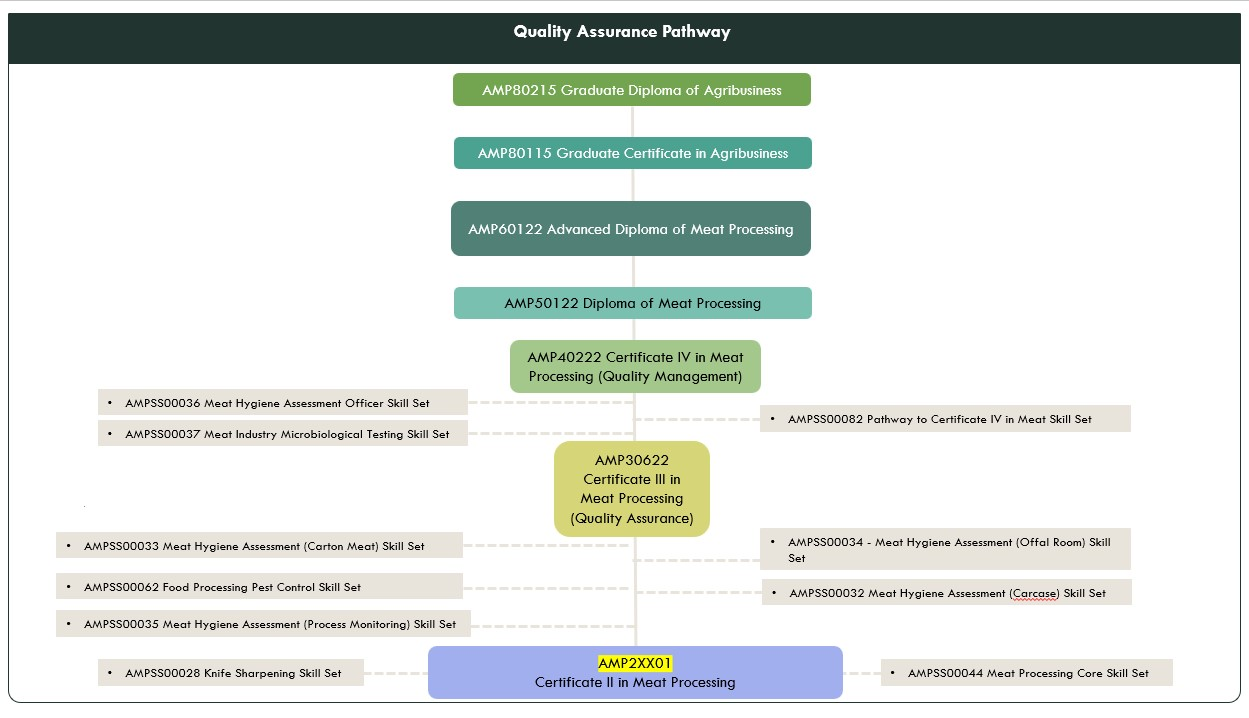 Quality Assurance Pathway
AMP80215 Graduate Diploma of Agribusiness
AMP80115 Graduate Certificate in Agribusiness
AMP60122 Advanced Diploma of Meat Processing
AMP50122 Diploma of Meat Processing
AMP40222 Certificate IV in Meat
Processing (Quality Management)
• AMPSS00036 Meat Hygiene Assessment Officer Skill Set
• AMPSS00082 Pathway to Certificate IV in Meat Skill Set
• AMPSS00037 Meat Industry Microbiological Testing Skill Set
AMP30622
Certificate III in
Meat Processing
(Quality Assurance)
• AMPSS00033 Meat Hygiene Assessment (Carton Meat) Skill Set
• AMPSS00034 - Meat Hygiene Assessment (Offal Room) Skill
Set
• AMPSS00062 Food Processing Pest Control Skill Set
• AMPSS00032 Meat Hygiene Assessment (Carcase) Skill Set
• AMPSS00035 Meat Hygiene Assessment (Process Monitoring) Skill Set
• AMPSS00028 Knife Sharpening Skill Set
AMP2XX01
Certificate II in Meat Processing
• AMPSS00044 Meat Processing Core Skill Set